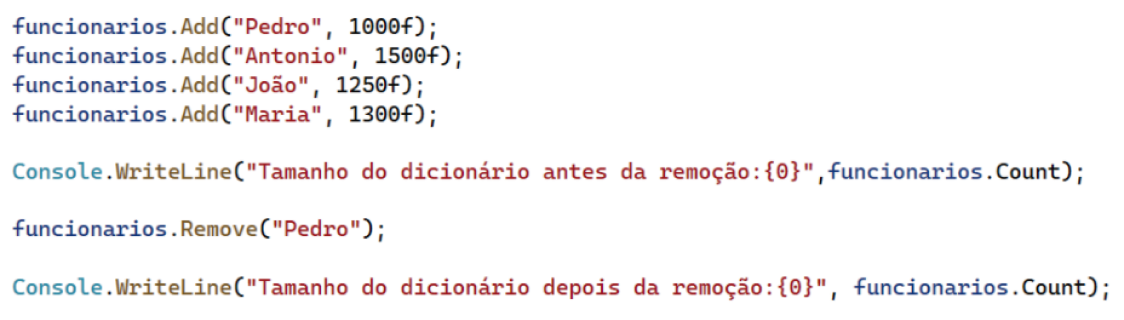 funcionarios.Add("Pedro", 1000f);
funcionarios.Add("Antonio", 1500f);
funcionarios.Add("João", 1250f);
funcionarios.Add("Maria", 1300f);
Console.WriteLine("Tamanho do dicionário antes da remoção:{0}",funcionarios.Count);
funcionarios.Remove("Pedro");
Console.WriteLine("Tamanho do dicionário depois da remoção:{0}", funcionarios.Count);